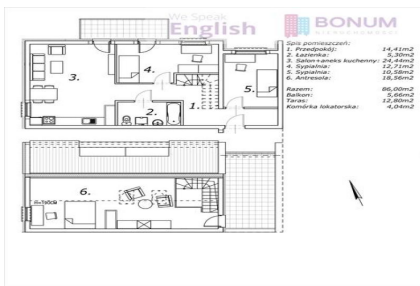 We Speak
English
BONUM
NIERUCHOMOŚCI
Spis pomieszczeń:
1. Przedpokój: 14,41m2
2. Łazienka: 5,30m2
3. Salon+aneks kuchenny: 24,44m2
4. Sypialnia: 12,71m2
5. Sypialnia: 10,58m2
6. Antresola: 18,56m2
Razem: 86,00m2
Balkon: 5,66m2
Taras: 12,80m2
Komórka lokatorska: 4,04m2
3.
4.
1.
5.
2.
6.